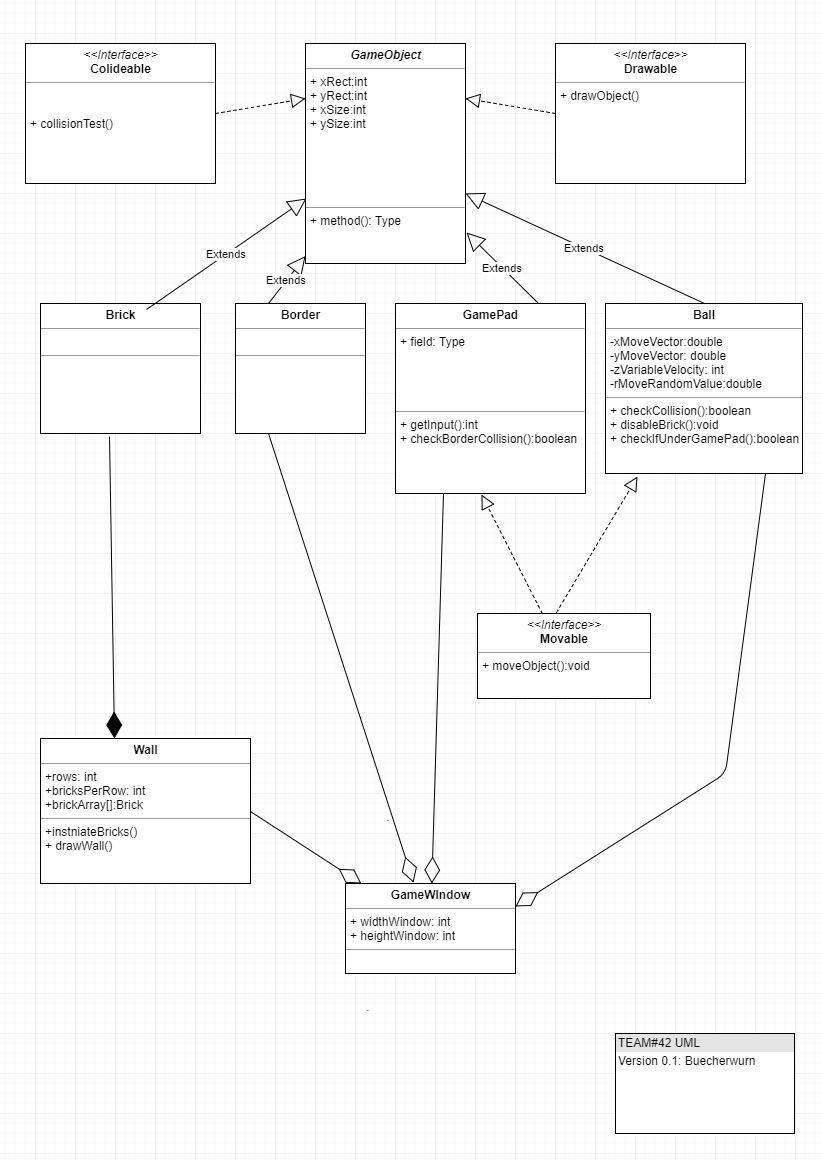 <<Interface>>
Colideable
+ collisionTest()
GameObject
+ xRect:int
+ yRect:int
+ xSize:int
+ ySize:int
+ method(): Type
<<Interface>>
Drawable
+ drawObject()
Extends
Extends
Extends
Extends
Brick
Border
GamePad
+ field: Type
+ getInput():int
+ checkBorderCollision():boolean
Ball
-xMoveVector:double
-yMoveVector: double
-zVariableVelocity: int
-rMoveRandomValue:double
+ checkCollision():boolean
+ disableBrick():void
+ checkIfUnderGamePad():boolean
<<Interface>>
Movable
+ moveObject():void
Wall
+rows: int
+bricksPerRow: int
+brickArray[]:Brick
+instniateBricks()
+ drawWall()
GameWIndow
+ widthWindow: int
+ heightWindow: int
TEAM#42 UML
Version 0.1: Buecherwurn